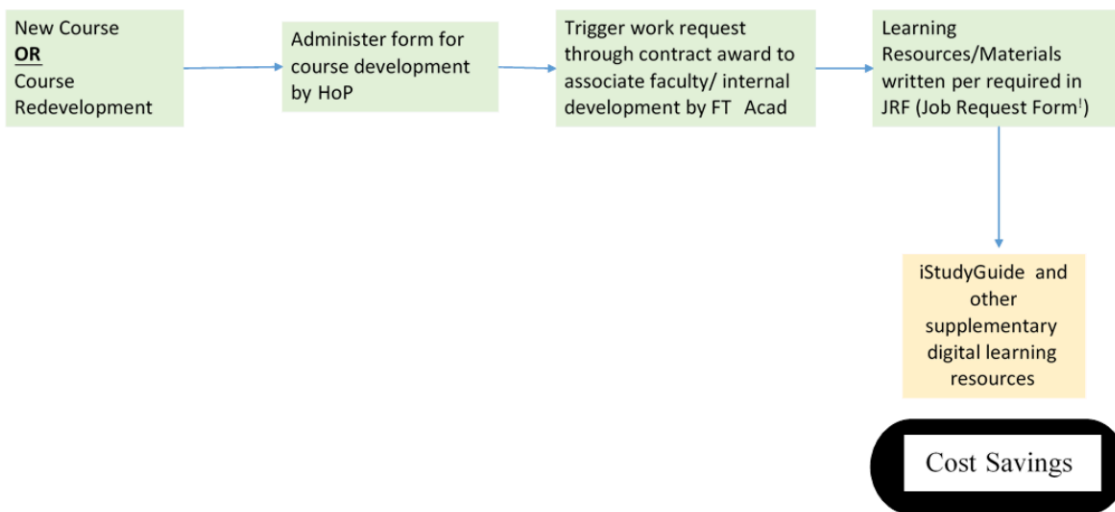 New Course
OR
Course
Redevelopment
Administer form for
course development
by HoP
Trigger work request
through contract award to
associate faculty/ internal
development by FT Acad
Learning
Resources/Materials
written per required in
JRF (Job Request Form!)
iStudyGuide and
other
supplementary
digital learning
resources
Cost Savings